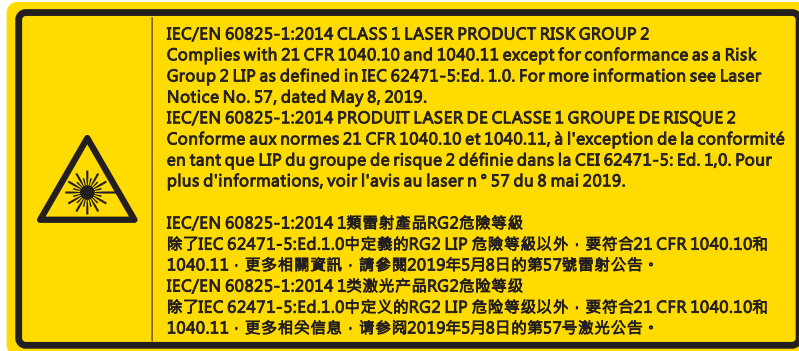 IEC/EN 60825-1:2014 CLASS 1 LASER PRODUCT RISK GROUP 2
Complies with 21 CFR 1040.10 and 1040.11 except for conformance as a Risk
Group 2 LIP as defined in IEC 62471-5:Ed. 1.0. For more information see Laser
Notice No. 57, dated May 8, 2019.
IEC/EN 60825-1:2014 PRODUIT LASER DE CLASSE 1 GROUPE DE RISQUE 2
Conforme aux normes 21 CFR 1040.10 et 1040.11, à l'exception de la conformité
en tant que LIP du groupe de risque 2 définie dans la CEI 62471-5: Ed. 1,0. Pour
plus d'informations, voir l'avis au laser n ° 57 du 8 mai 2019.
IEC/EN 60825-1:2014 1類雷射產品RG2危險等級
除了IEC 62471-5:Ed.1.0中定義的RG2 LIP 危險等級以外，要符合21 CFR 1040.10和
1040.11，更多相關資訊，請參閱2019年5月8日的第57號雷射公告。
IEC/EN 60825-1:2014 1类激光产品RG2危险等级
除了IEC 62471-5:Ed.1.0中定义的RG2 LIP 危险等级以外，要符合21 CFR 1040.10和
1040.11，更多相关信息，请参阅2019年5月8日的第57号激光公告。